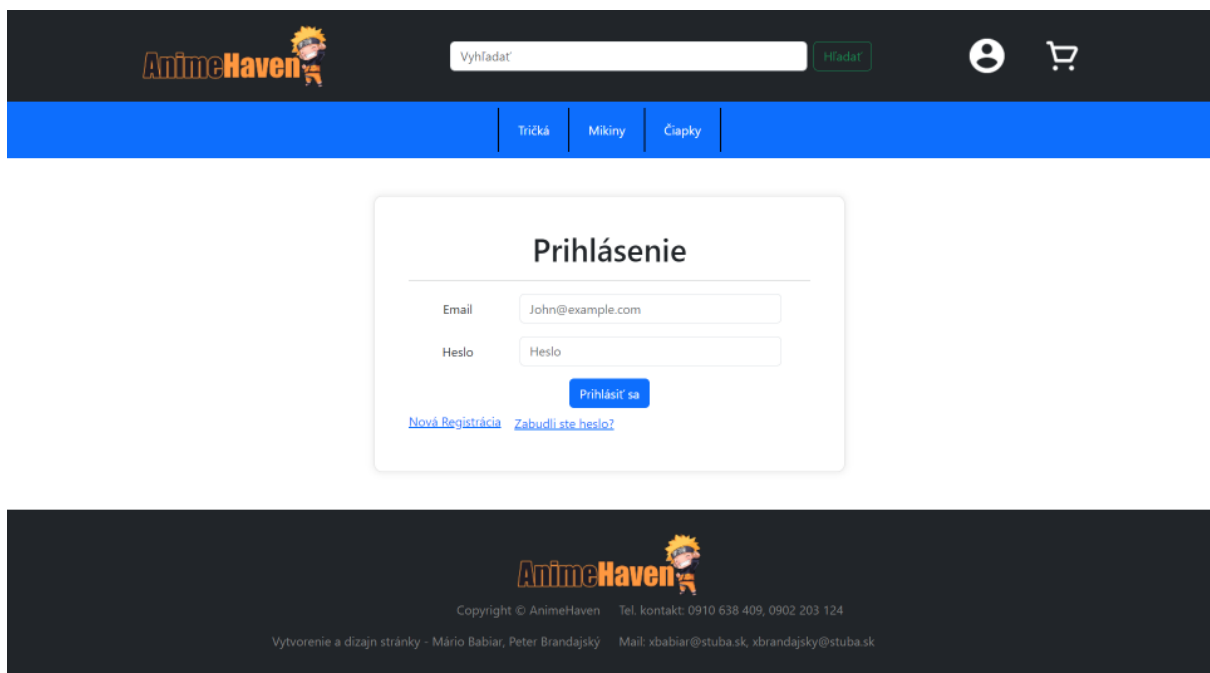 AnimeHaven
Vyhľadať
Hľadať
Tričká Mikiny Čiapky
Prihlásenie
Email John@example.com
Heslo Heslo
Prihlásiť sa
Nová Registrácia Zabudli ste heslo?
AnimeHaven
Copyright © AnimeHaven Tel. kontakt: 0910 638 409, 0902 203 124
Vytvorenie a dizajn stránky - Mário Babiar, Peter Brandajský Mail: xbabiar@stuba.sk, xbrandajsky@stuba.sk